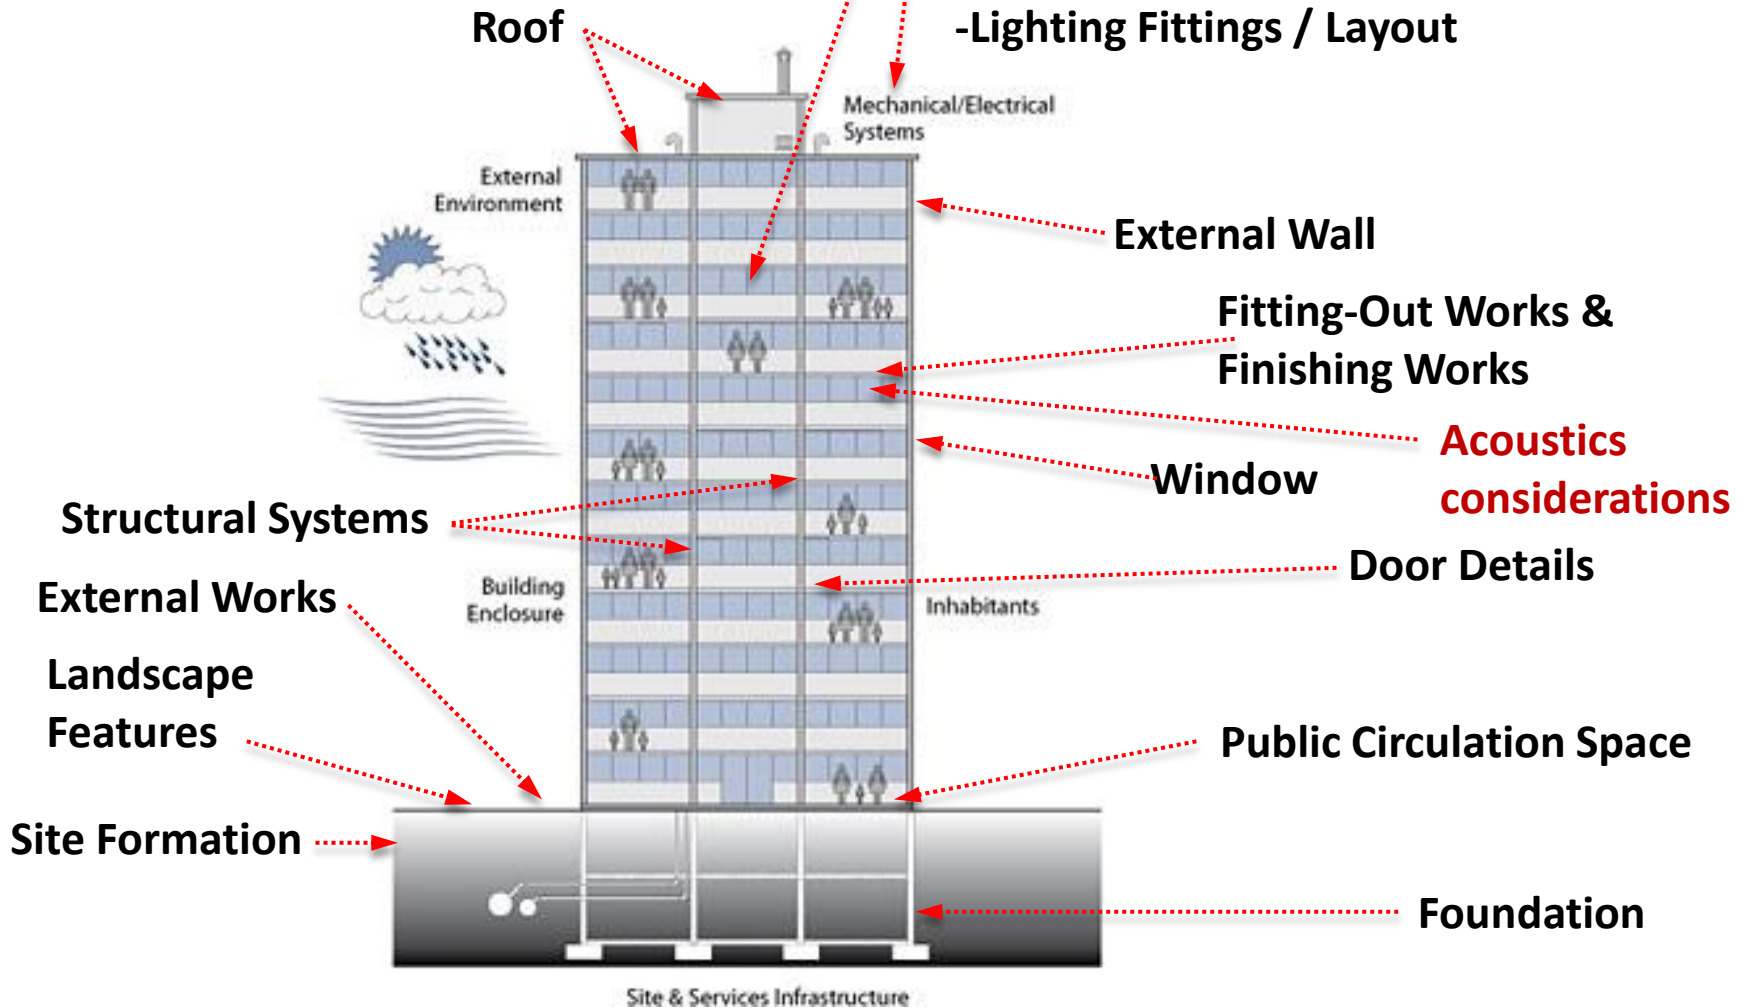 Roof
-Lighting Fittings / Layout
Mechanical/Electrical
Systems
External
Environment
External Wall
Fitting-Out Works &
Finishing Works
Acoustics
considerations
Window
Structural Systems
Door Details
External Works
Building
Enclosure
Inhabitants
Landscape
Features
Public Circulation Space
Site Formation
Foundation
Site & Services Infrastructure